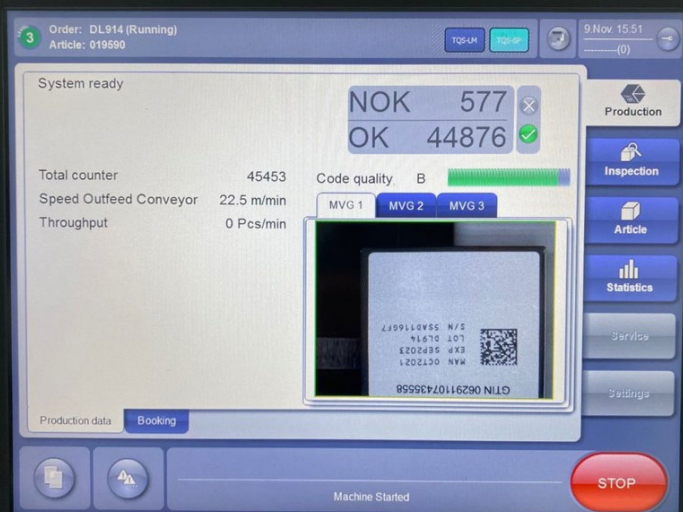 3
Order: DL914 (Running)
Article: 019590
TQS-LM
TQS-SP
9.Nov 15:51
(0)
System ready
NOK 577
OK 44876
Production
Total counter 45453
Speed Outfeed Conveyor 22.5 m/min
Throughput 0 Pcs/min
Code quality B
MVG 1 MVG 2 MVG 3
Inspection
Article
Statistics
Service
Settings
GTIN 06291107435558
MAN OCT2021
EXP SEP2023
LOT DL914
S/N
Production data
Booking
Machine Started
STOP